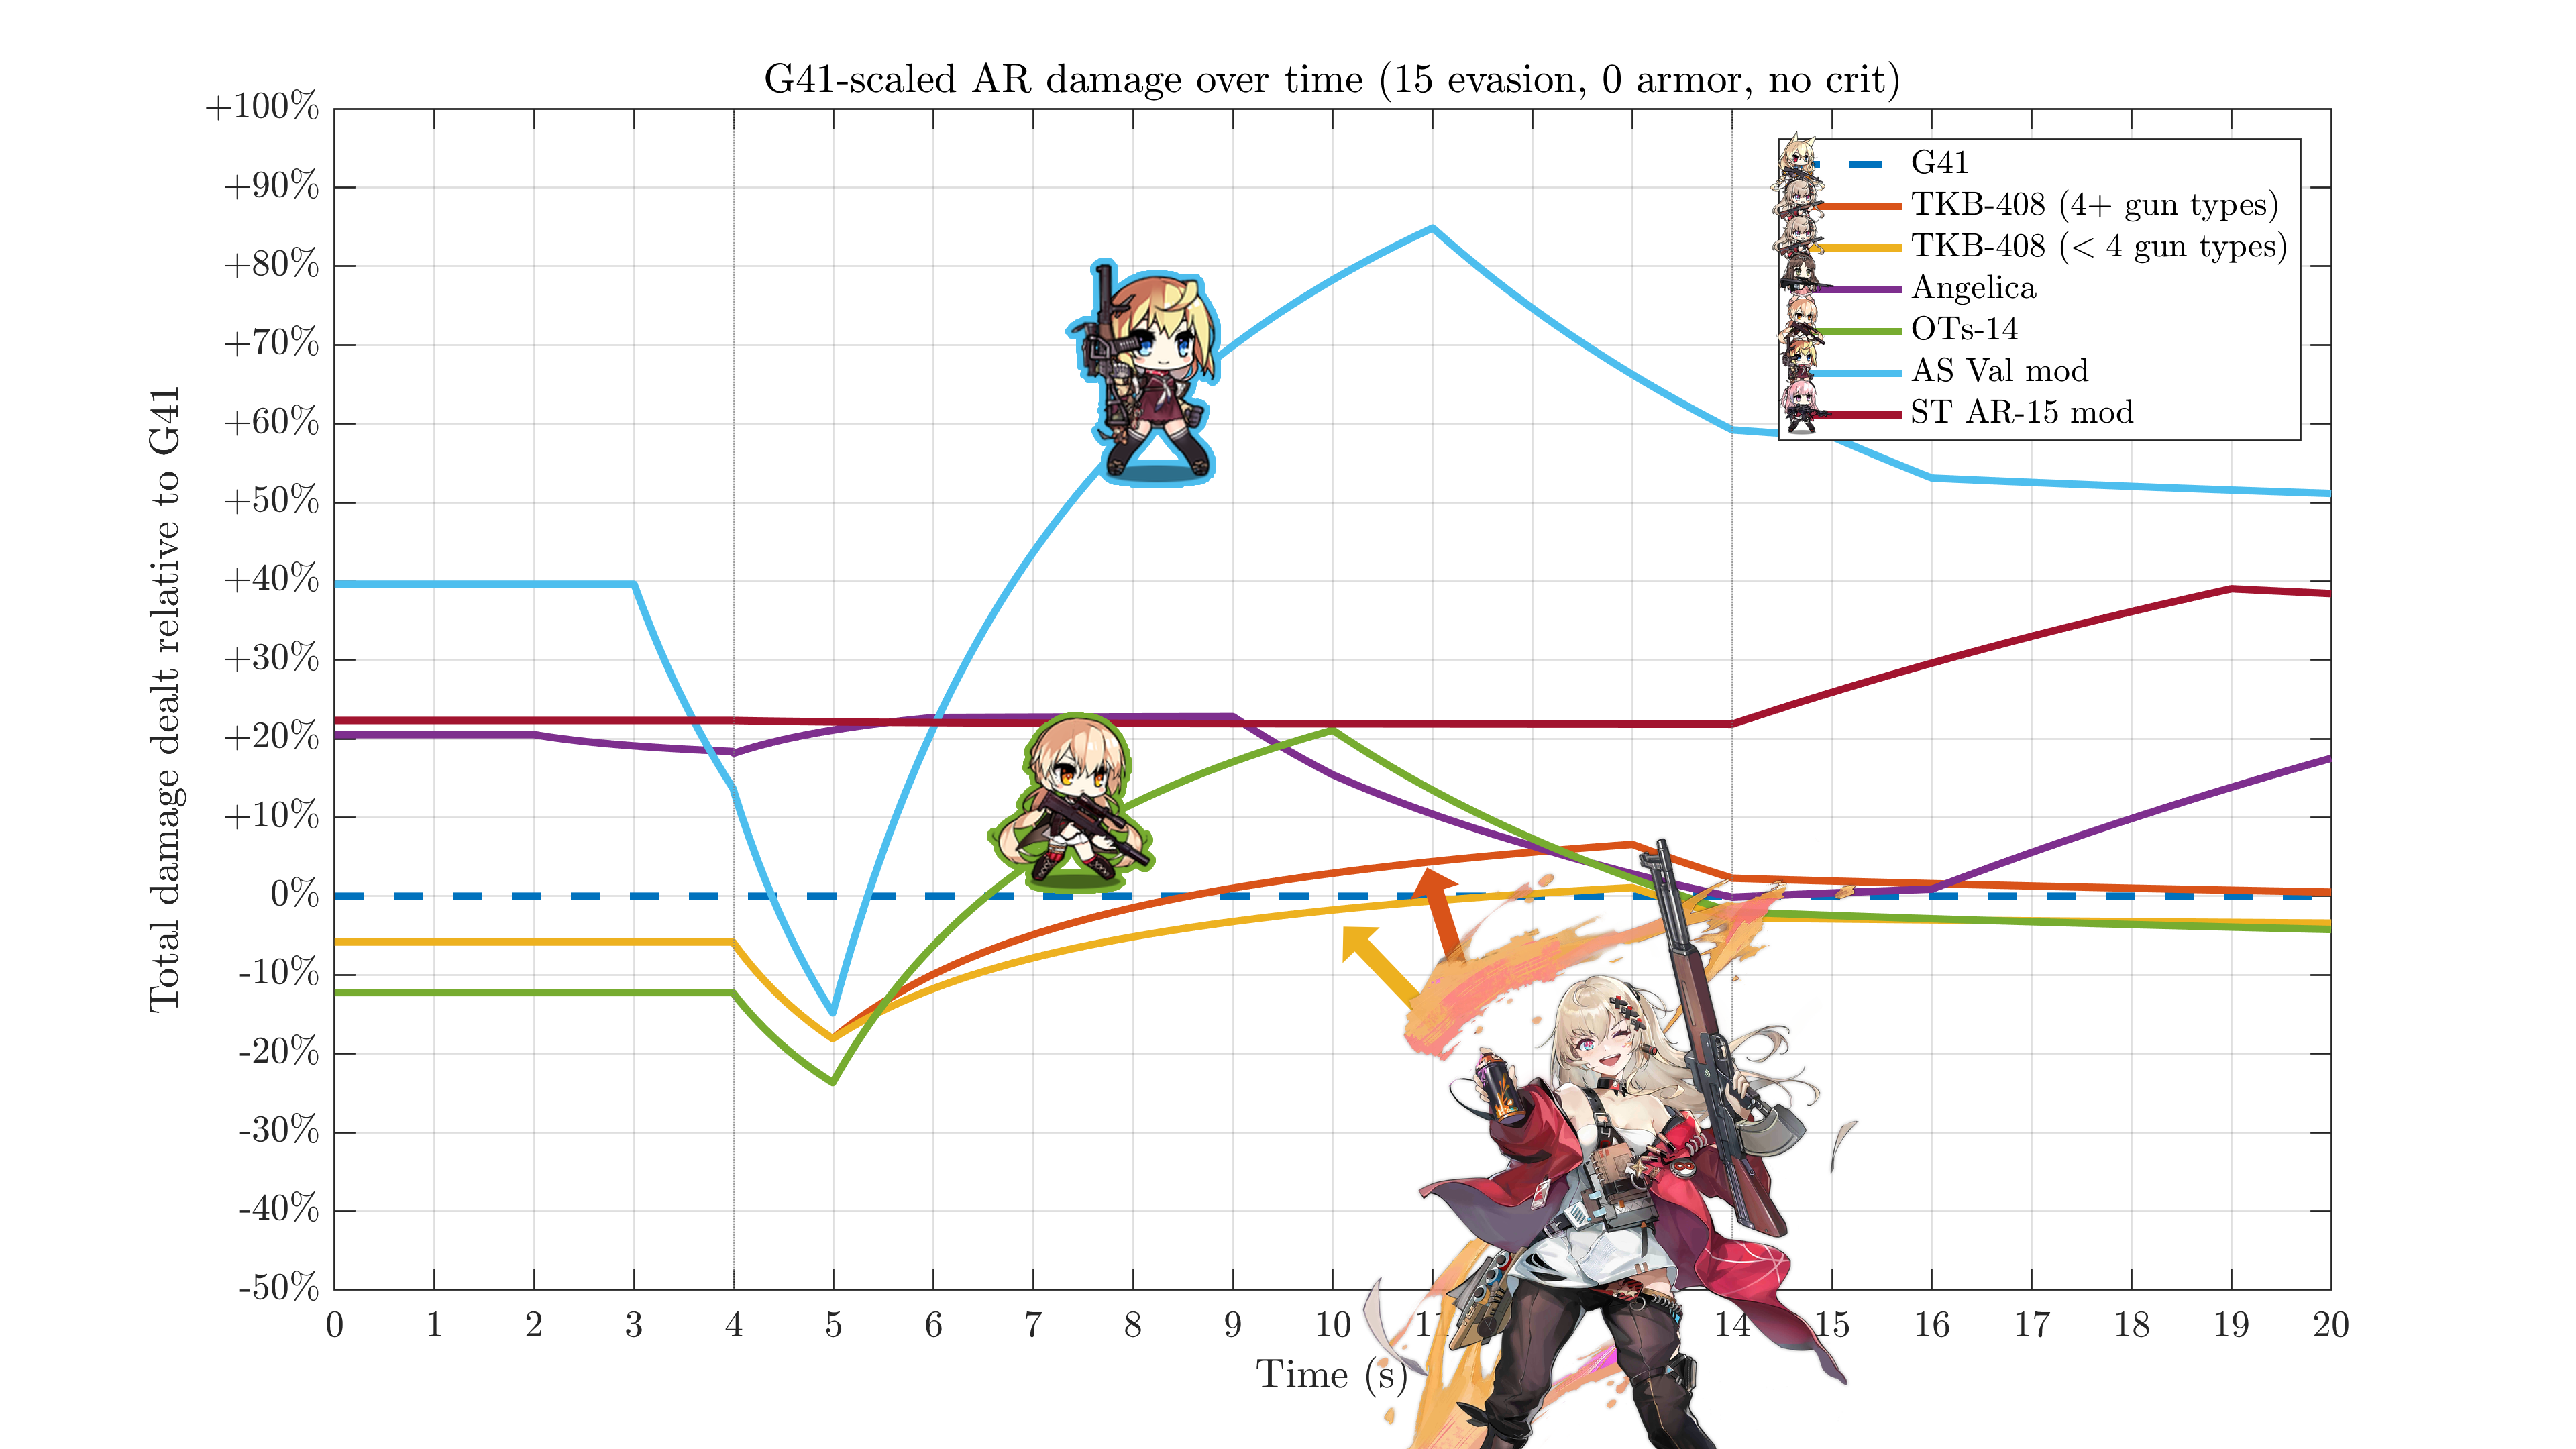 G41-scaled AR damage over time (15 evasion, 0 armor, no crit)
Total damage dealt relative to G41
+100%
+90%
+80%
+70%
+60%
+50%
+40%
+30%
+20%
+10%
0%
-10%
-20%
-30%
-40%
-50%
G41
TKB-408 (4+ gun types)
TKB-408 (< 4 gun types)
Angelica
OTs-14
AS Val mod
ST AR-15 mod
0 1 2 3 4 5 6 7 8 9 10 11 14 15 16 17 18 19 20
Time (s)